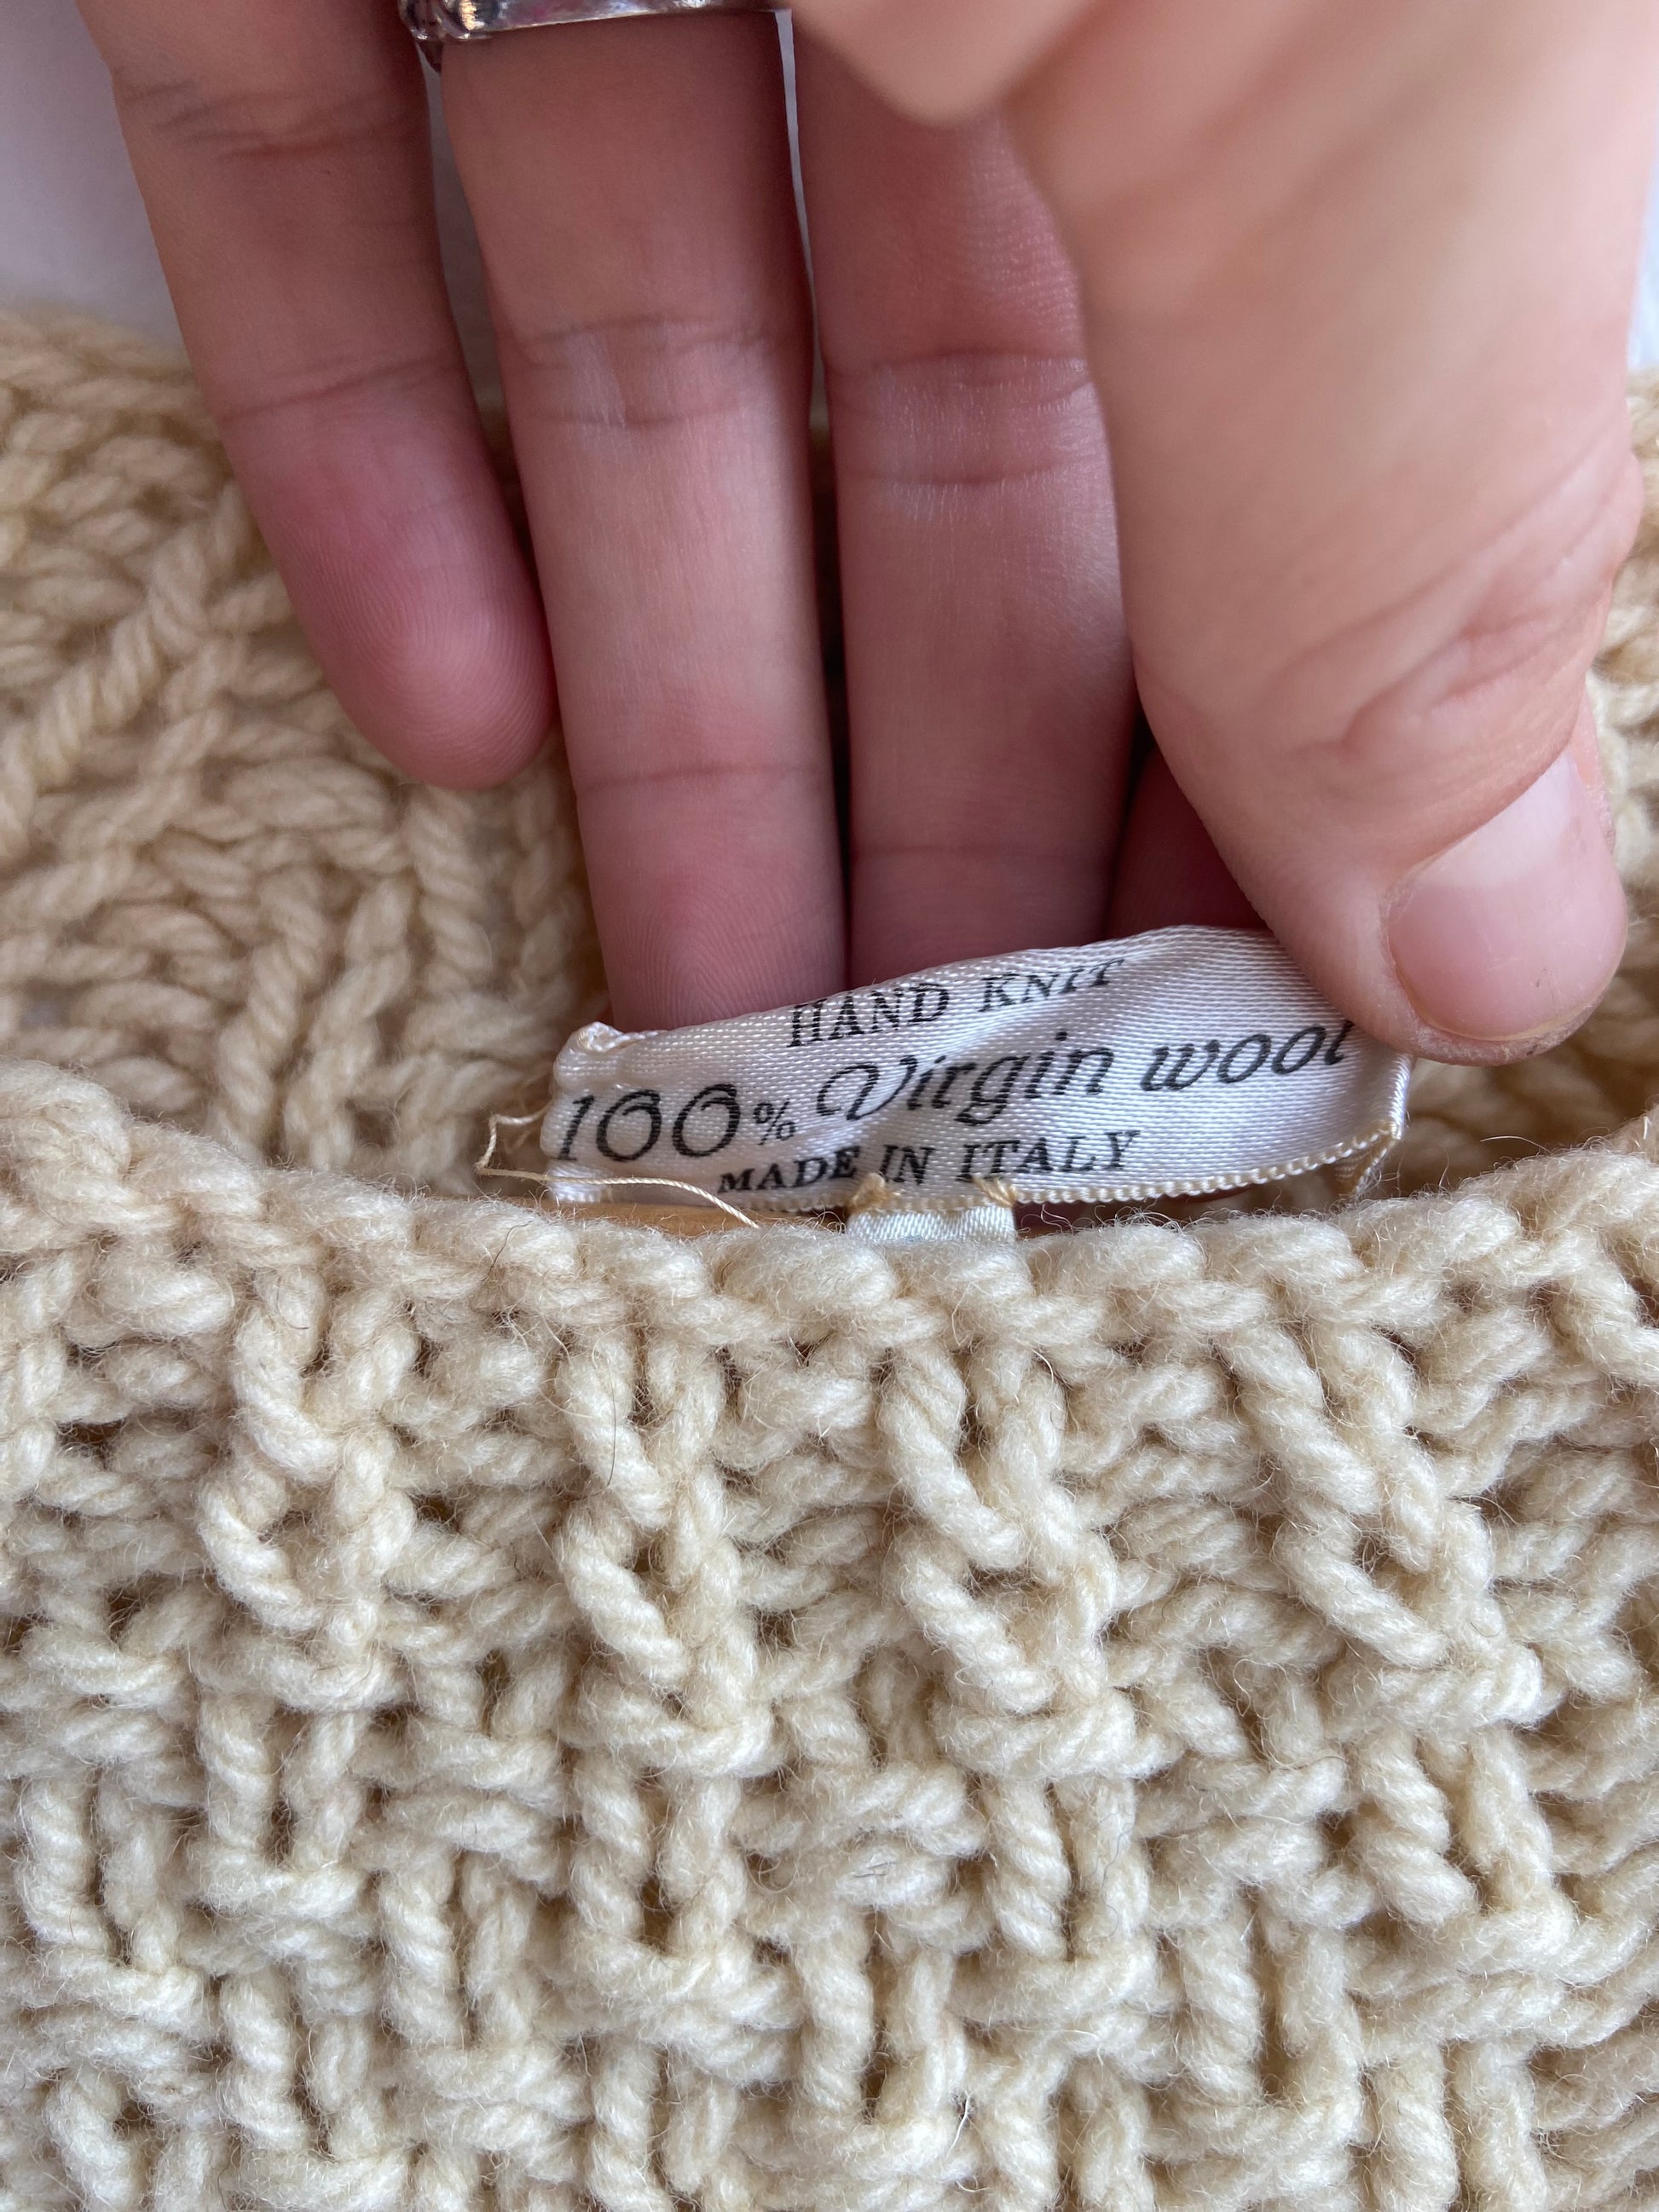 HAND KNIT
100% Virgin wool
MADE IN ITALY